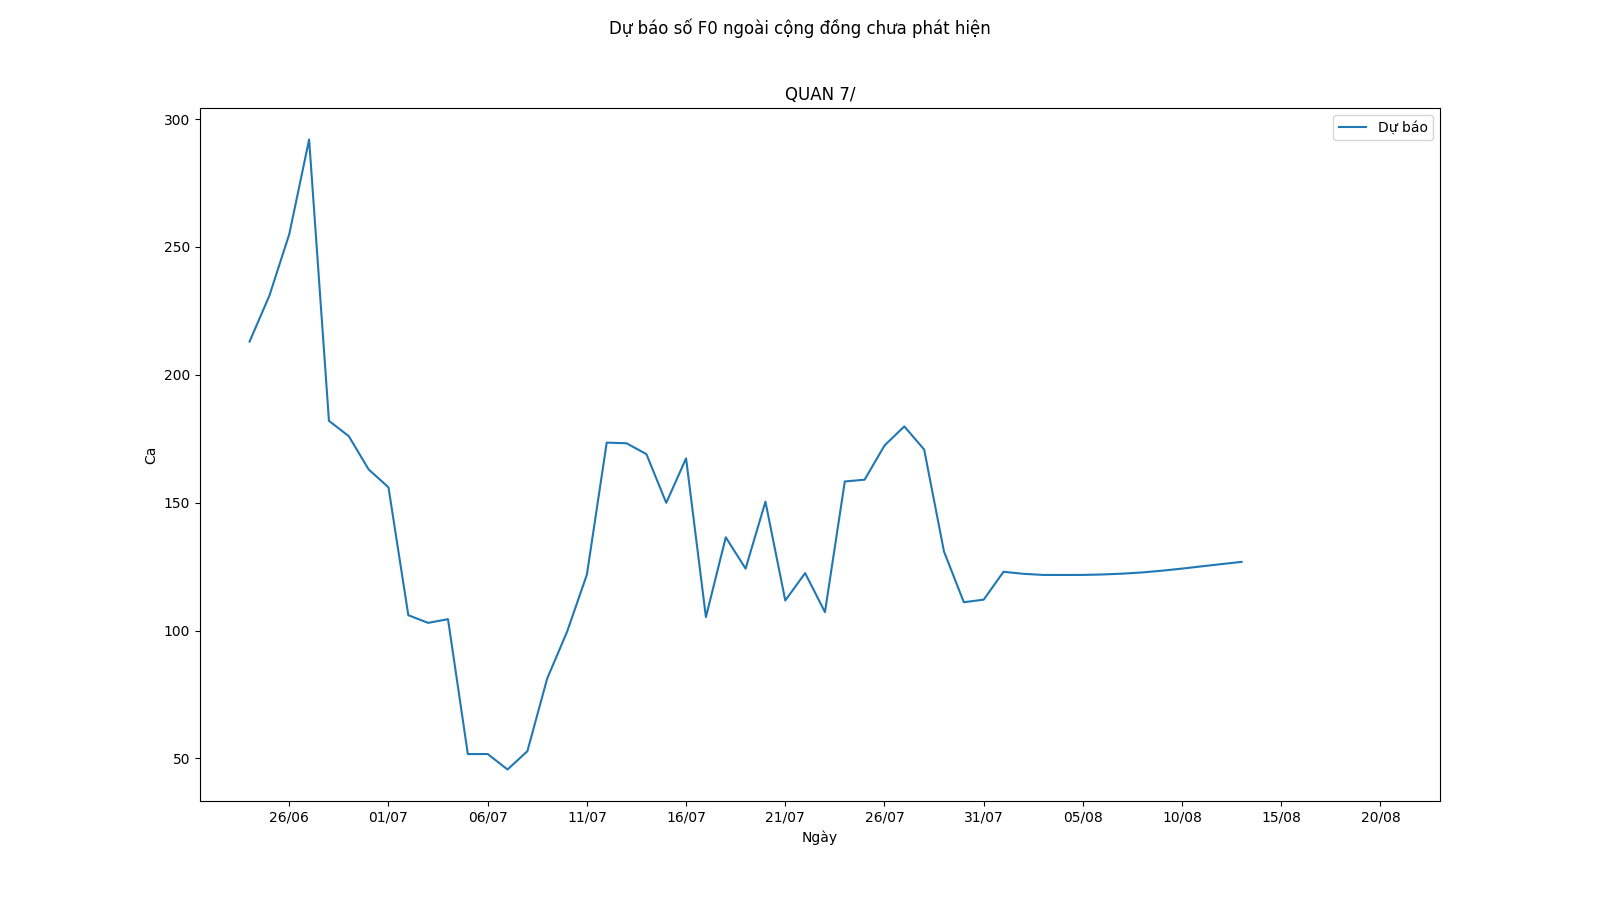 Dự báo số F0 ngoài cộng đồng chưa phát hiện
QUAN 7/
Dự báo
300
250
200
150
100
50
Ca
26/06 01/07 06/07 11/07 16/07 21/07 26/07 31/07 05/08 10/08 15/08 20/08
Ngày